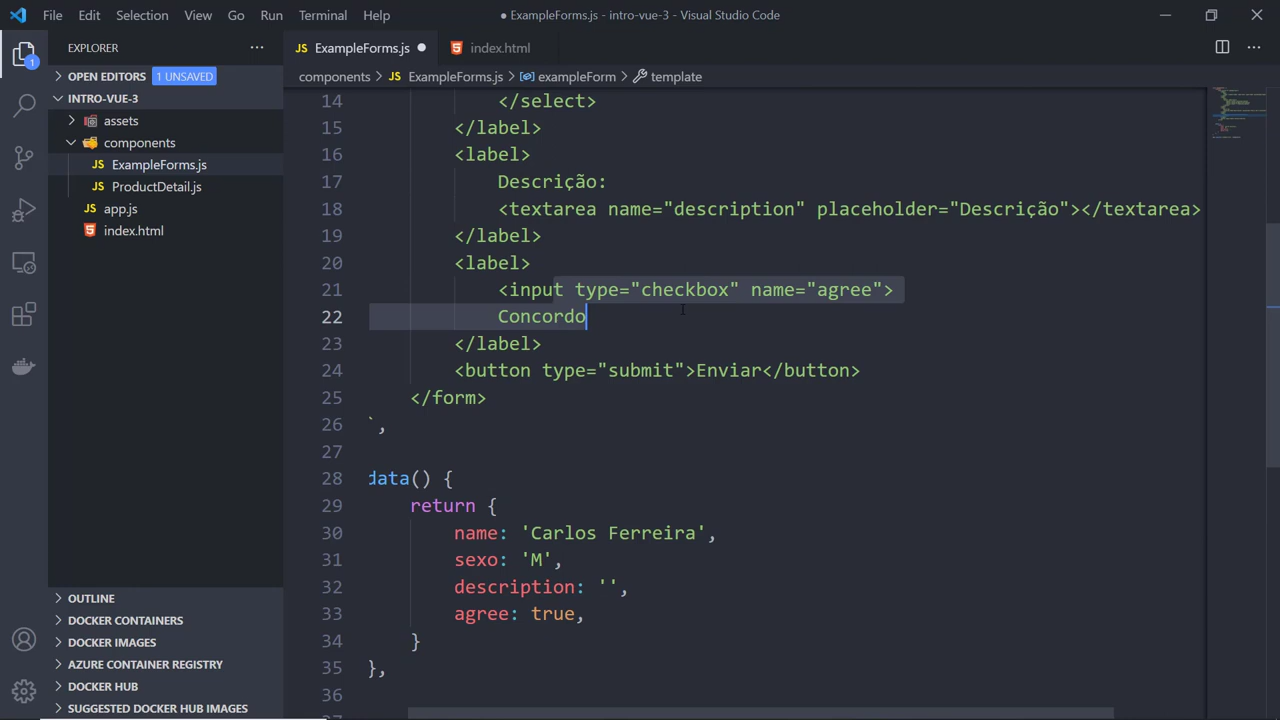 File Edit Selection View Go Run Terminal Help
● ExampleForms.js - intro-vue-3 - Visual Studio Code
EXPLORER
JS ExampleForms.js ●
index.html
1
OPEN EDITORS 1 UNSAVED
components > JS ExampleForms.js > exampleForm > template
INTRO-VUE-3
assets
components
JS ExampleForms.js
JS ProductDetail.js
JS app.js
index.html
OUTLINE
DOCKER CONTAINERS
DOCKER IMAGES
AZURE CONTAINER REGISTRY
DOCKER HUB
SUGGESTED DOCKER HUB IMAGES
14 </select>
15 </label>
16 <label>
17 Descrição:
18 <textarea name="description" placeholder="Descrição"></textarea>
19 </label>
20 <label>
21 <input type="checkbox" name="agree">
22 Concordo
23 </label>
24 <button type="submit">Enviar</button>
25 </form>
26 `,
27
28 data() {
29 return {
30 name: 'Carlos Ferreira',
31 sexo: 'M',
32 description: '',
33 agree: true,
34 }
35 },
36